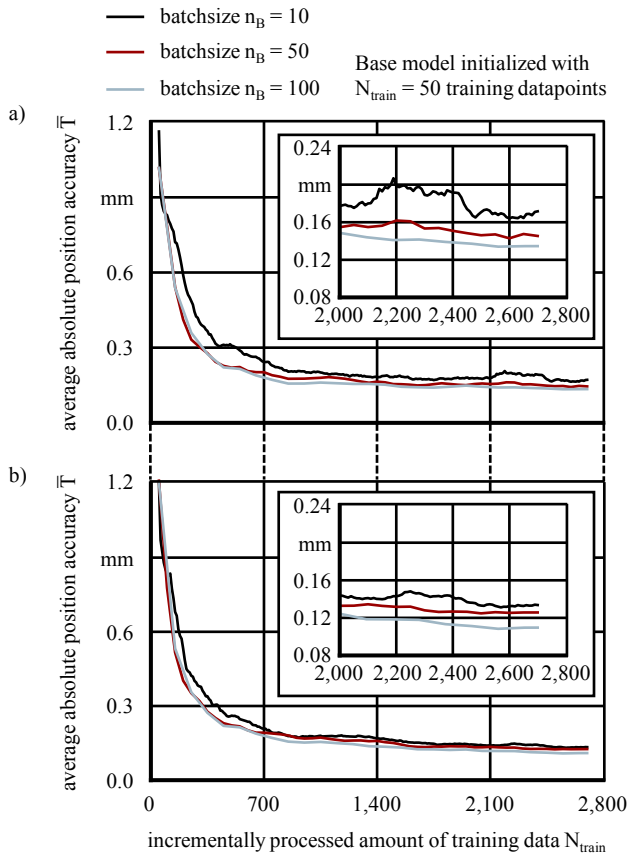 batchsize n_B = 10
batchsize n_B = 50
batchsize n_B = 100
Base model initialized with
N_train = 50 training datapoints
a)
average absolute position accuracy T̅
1.2
mm
0.6
0.3
0.0
0.24
mm
0.16
0.12
0.08
2,000 2,200 2,400 2,600 2,800
b)
average absolute position accuracy T̅
1.2
mm
0.6
0.3
0.0
0.24
mm
0.16
0.12
0.08
2,000 2,200 2,400 2,600 2,800
0 700 1,400 2,100 2,800
incrementally processed amount of training data N_train